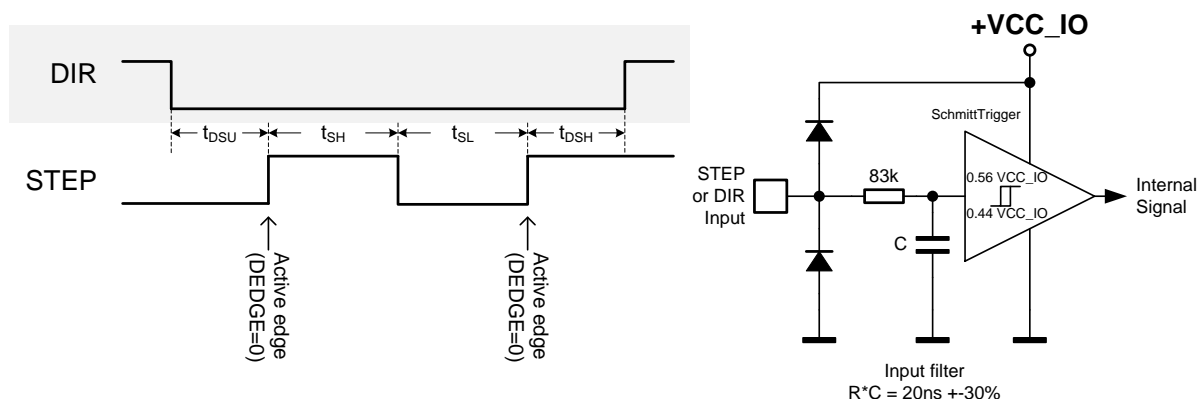 DIR
tDSU
tSH
tSL
tDSH
STEP
Active edge
(DEDGE=0)
Active edge
(DEDGE=0)
+VCC_IO
SchmittTrigger
STEP
or DIR
Input
83k
0.56 VCC_IO
0.44 VCC_IO
Internal
Signal
C
Input filter
R*C = 20ns +-30%